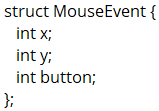 struct MouseEvent {
int x;
int y;
int button;
};